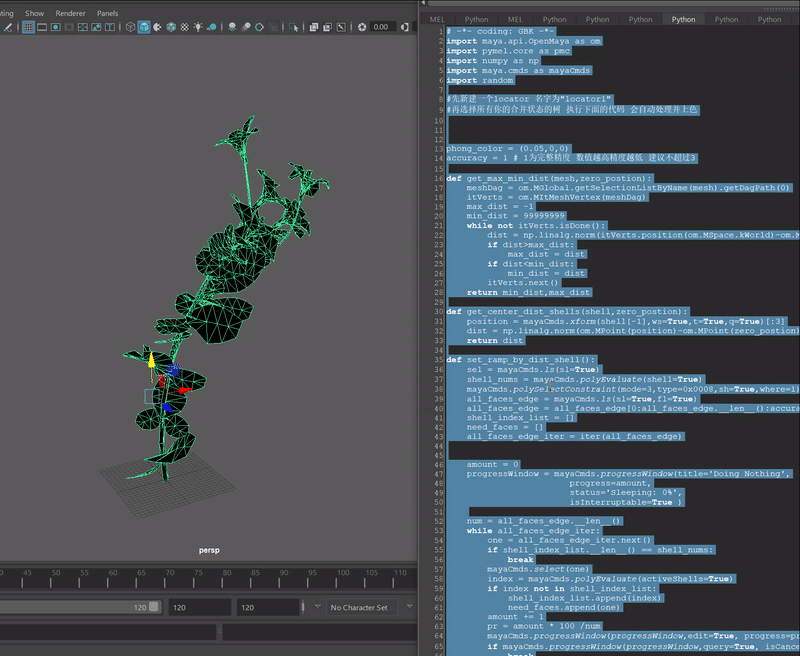 ting Show Renderer Panels
0.00
MEL Python MEL Python Python Python Python Python Python
1 # -*- coding: GBK -*-
2 import maya.api.OpenMaya as om
3 import pymel.core as pmc
4 import numpy as np
5 import maya.cmds as mayaCmds
6 import random
7
8 #先新建一个locator 名字为"locator1"
9 #再选择所有你的合并状态的树 执行下面的代码 会自动处理并上色
10
11
12
13 phong_color = (0.05,0,0)
14 accuracy = 1 # 1为完整精度 数值越高精度越低 建议不超过3
15
16 def get_max_min_dist(mesh,zero_postion):
17 meshDag = om.MGlobal.getSelectionListByName(mesh).getDagPath(0)
18 itVerts = om.MItMeshVertex(meshDag)
19 max_dist = -1
20 min_dist = 99999999
21 while not itVerts.isDone():
22 dist = np.linalg.norm(itVerts.position(om.MSpace.kWorld)-om.M
23 if dist>max_dist:
24 max_dist = dist
25 if dist<min_dist:
26 min_dist = dist
27 itVerts.next()
28 return min_dist,max_dist
29
30 def get_center_dist_shells(shell,zero_postion):
31 position = mayaCmds.xform(shell[-1],ws=True,t=True,q=True)[:3]
32 dist = np.linalg.norm(om.MPoint(position)-om.MPoint(zero_postion
33 return dist
34
35 def set_ramp_by_dist_shell():
36 sel = mayaCmds.ls(sl=True)
37 shell_nums = mayaCmds.polyEvaluate(shell=True)
38 mayaCmds.polySelectConstraint(mode=3,type=0x0008,sh=True,where=1)
39 all_faces_edge = mayaCmds.ls(sl=True,fl=True)
40 all_faces_edge = all_faces_edge[0:all_faces_edge.__len__():accura
41 shell_index_list = []
42 need_faces = []
43 all_faces_edge_iter = iter(all_faces_edge)
44
45
46 amount = 0
47 progressWindow = mayaCmds.progressWindow(title='Doing Nothing',
48 progress=amount,
49 status='Sleeping: 0%',
50 isInterruptable=True )
51
52 num = all_faces_edge.__len__()
53 while all_faces_edge_iter:
54 one = all_faces_edge_iter.next()
55 if shell_index_list.__len__() == shell_nums:
56 break
57 mayaCmds.select(one)
58 index = mayaCmds.polyEvaluate(activeShells=True)
59 if index not in shell_index_list:
60 shell_index_list.append(index)
61 need_faces.append(one)
62 amount += 1
63 pr = amount * 100 /num
64 mayaCmds.progressWindow(progressWindow,edit=True, progress=pr
65 if mayaCmds.progressWindow(progressWindow,query=True, isCance
persp
45 50 55 60 65 70 75 80 85 90 95 100 105 110
120 120 120 No Character Set